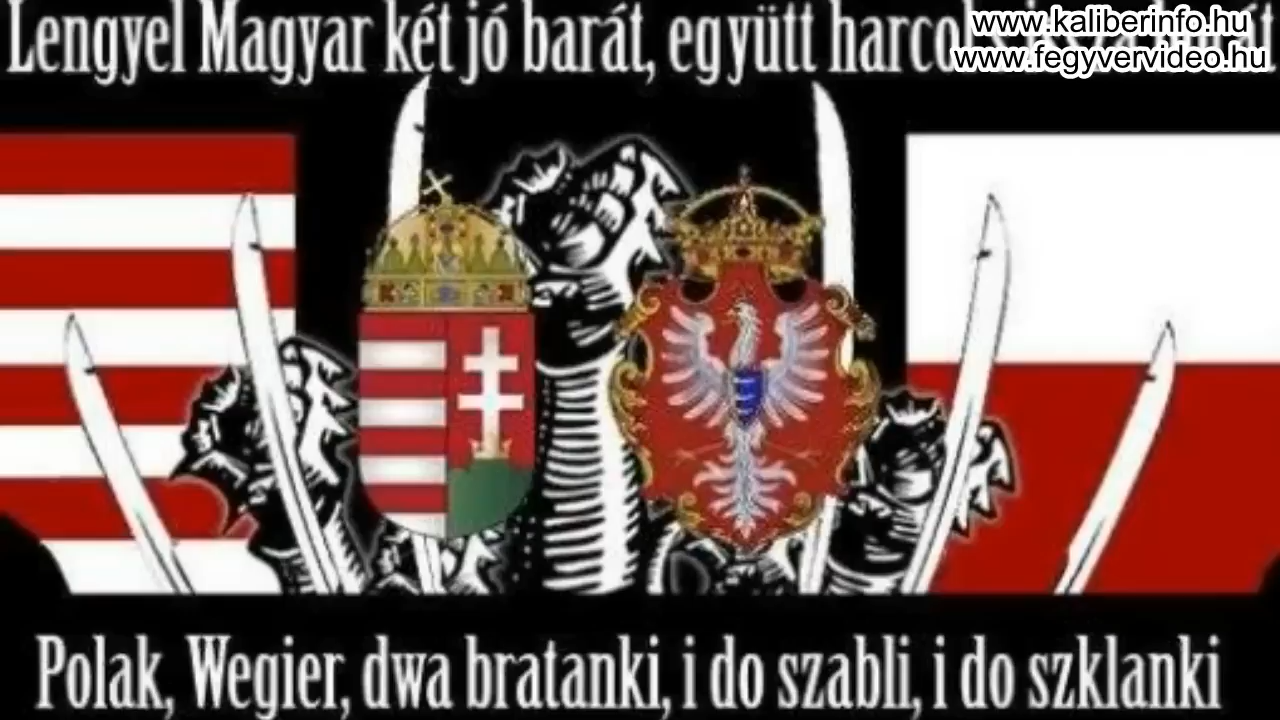 Lengyel Magyar két jó barát, együtt harcol
www.kaliberinfo.hu
www.fegyvervideo.hu
Polak, Wegier, dwa bratanki, i do szabli, i do szklanki